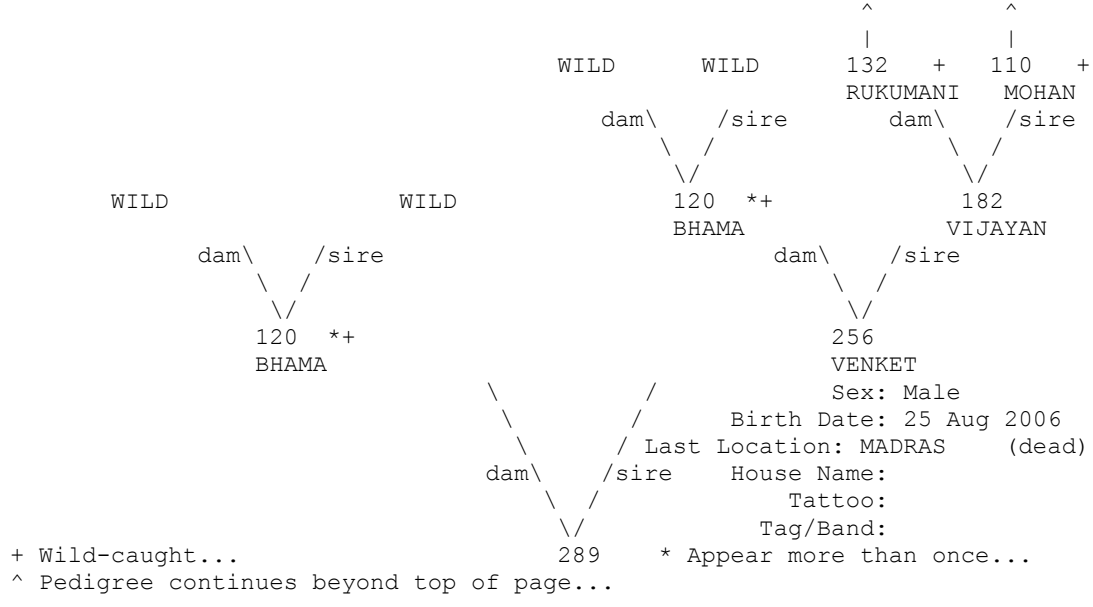 ^ ^
| |
WILD WILD 132 + 110 +
RUKUMANI MOHAN
dam\ /sire dam\ /sire
\ / \ /
\/ \/
WILD WILD 120 *+ 182
BHAMA VIJAYAN
dam\ /sire dam\ /sire
\ / \ /
\/ \/
120 *+ 256
BHAMA VENKET
\ / Sex: Male
\ / Birth Date: 25 Aug 2006
\ / Last Location: MADRAS (dead)
dam\ /sire House Name:
\ / Tattoo:
\/ Tag/Band:
+ Wild-caught... 289 * Appear more than once...
^ Pedigree continues beyond top of page...